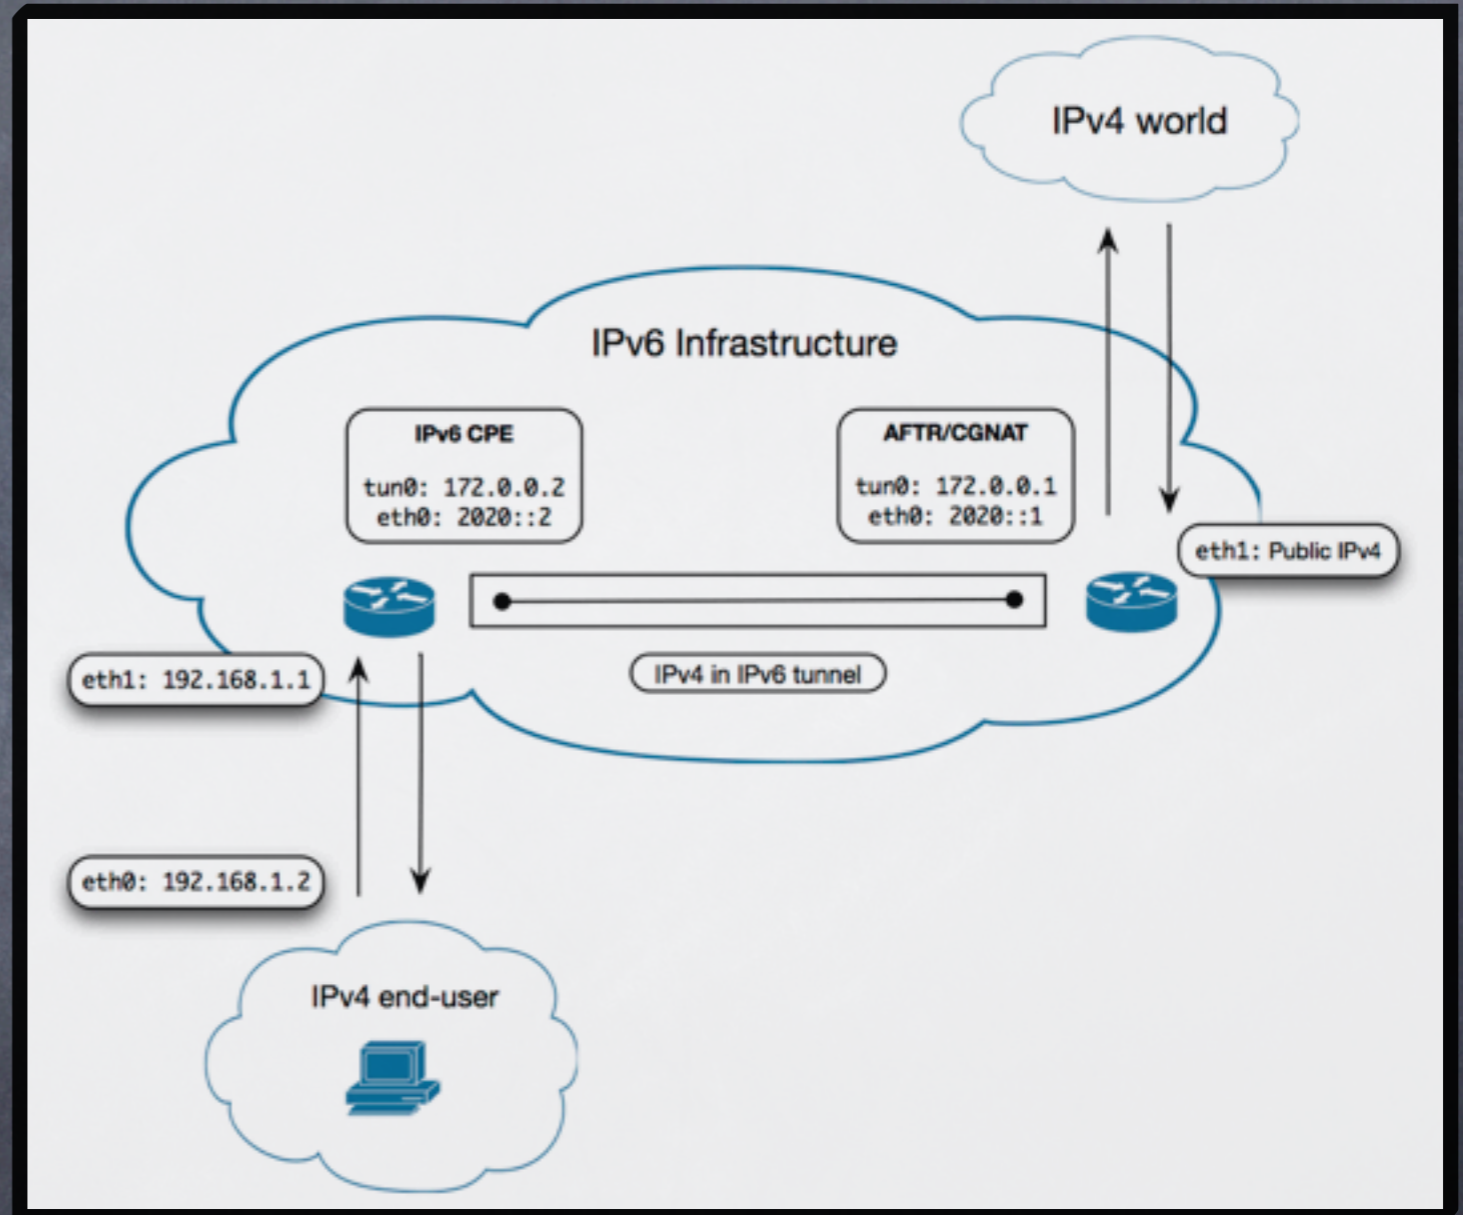 IPv4 world
IPv6 Infrastructure
IPv6 CPE
tun0: 172.0.0.2
eth0: 2020::2
AFTR/CGNAT
tun0: 172.0.0.1
eth0: 2020::1
eth1: Public IPv4
eth1: 192.168.1.1
IPv4 in IPv6 tunnel
eth0: 192.168.1.2
IPv4 end-user